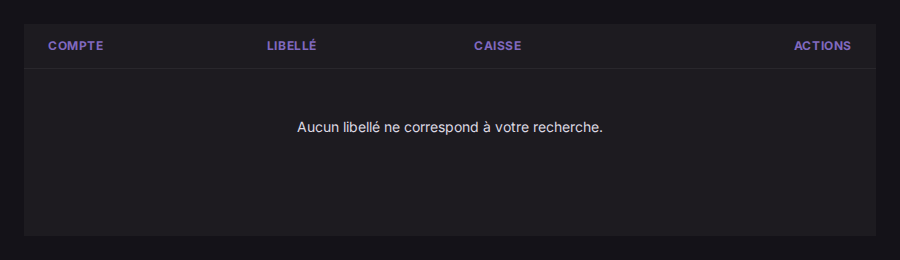 COMPTE LIBELLÉ CAISSE ACTIONS
Aucun libellé ne correspond à votre recherche.